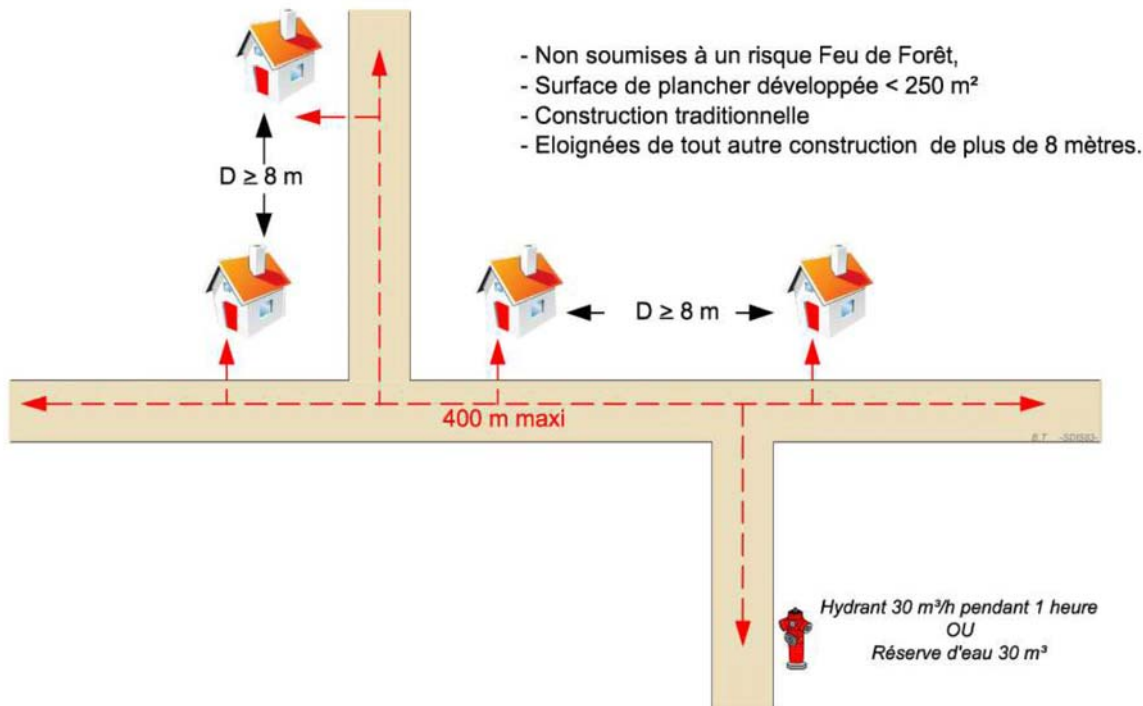 - Non soumises à un risque Feu de Forêt,
- Surface de plancher développée < 250 m²
- Construction traditionnelle
- Eloignées de tout autre construction de plus de 8 mètres.
D ≥ 8 m
D ≥ 8 m
400 m maxi
B.T -SDIS83-
Hydrant 30 m³/h pendant 1 heure
OU
Réserve d'eau 30 m³